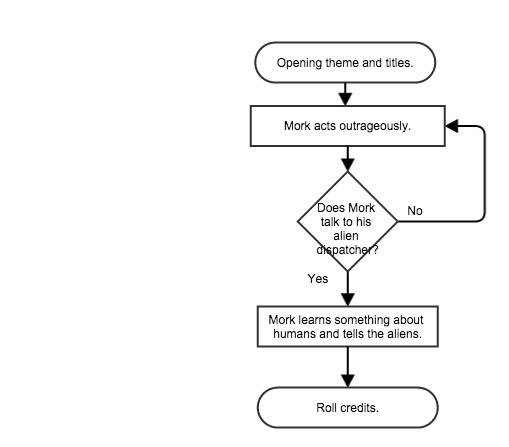 Opening theme and titles.
Mork acts outrageously.
Does Mork
talk to his
alien
dispatcher?
No
Yes
Mork learns something about
humans and tells the aliens.
Roll credits.